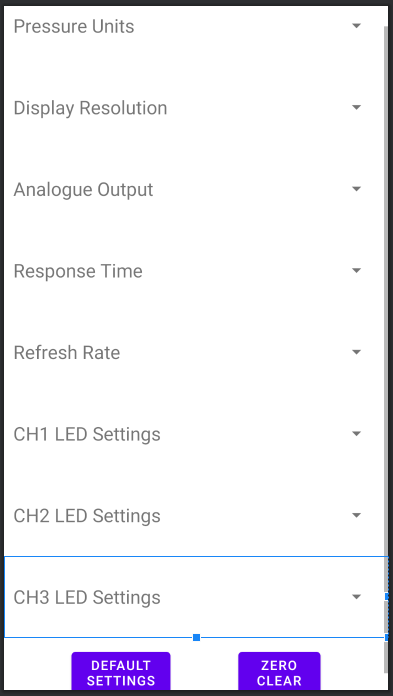 Pressure Units
Display Resolution
Analogue Output
Response Time
Refresh Rate
CH1 LED Settings
CH2 LED Settings
CH3 LED Settings
DEFAULT
SETTINGS
ZERO
CLEAR